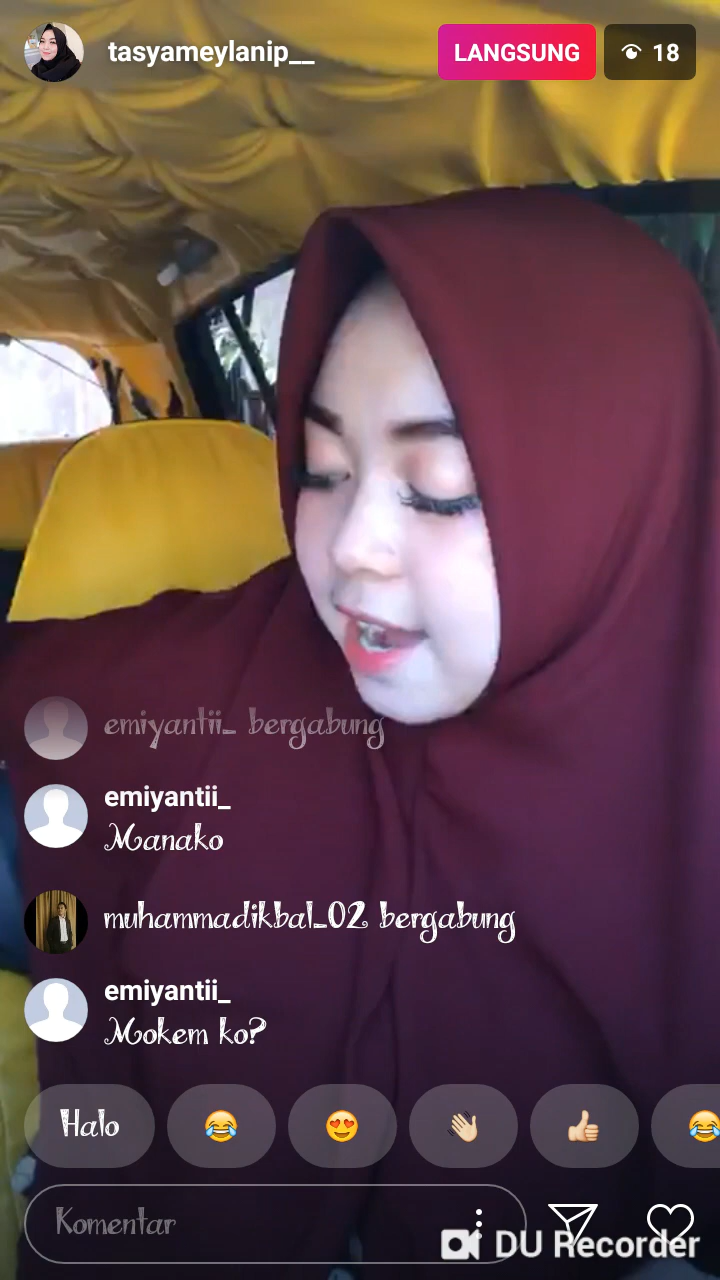 tasyameylanip__
LANGSUNG
18
emiyantii_ bergabung
emiyantii_
Manako
muhammadikbal_02 bergabung
emiyantii_
Mokem ko?
Halo
Komentar
DU Recorder